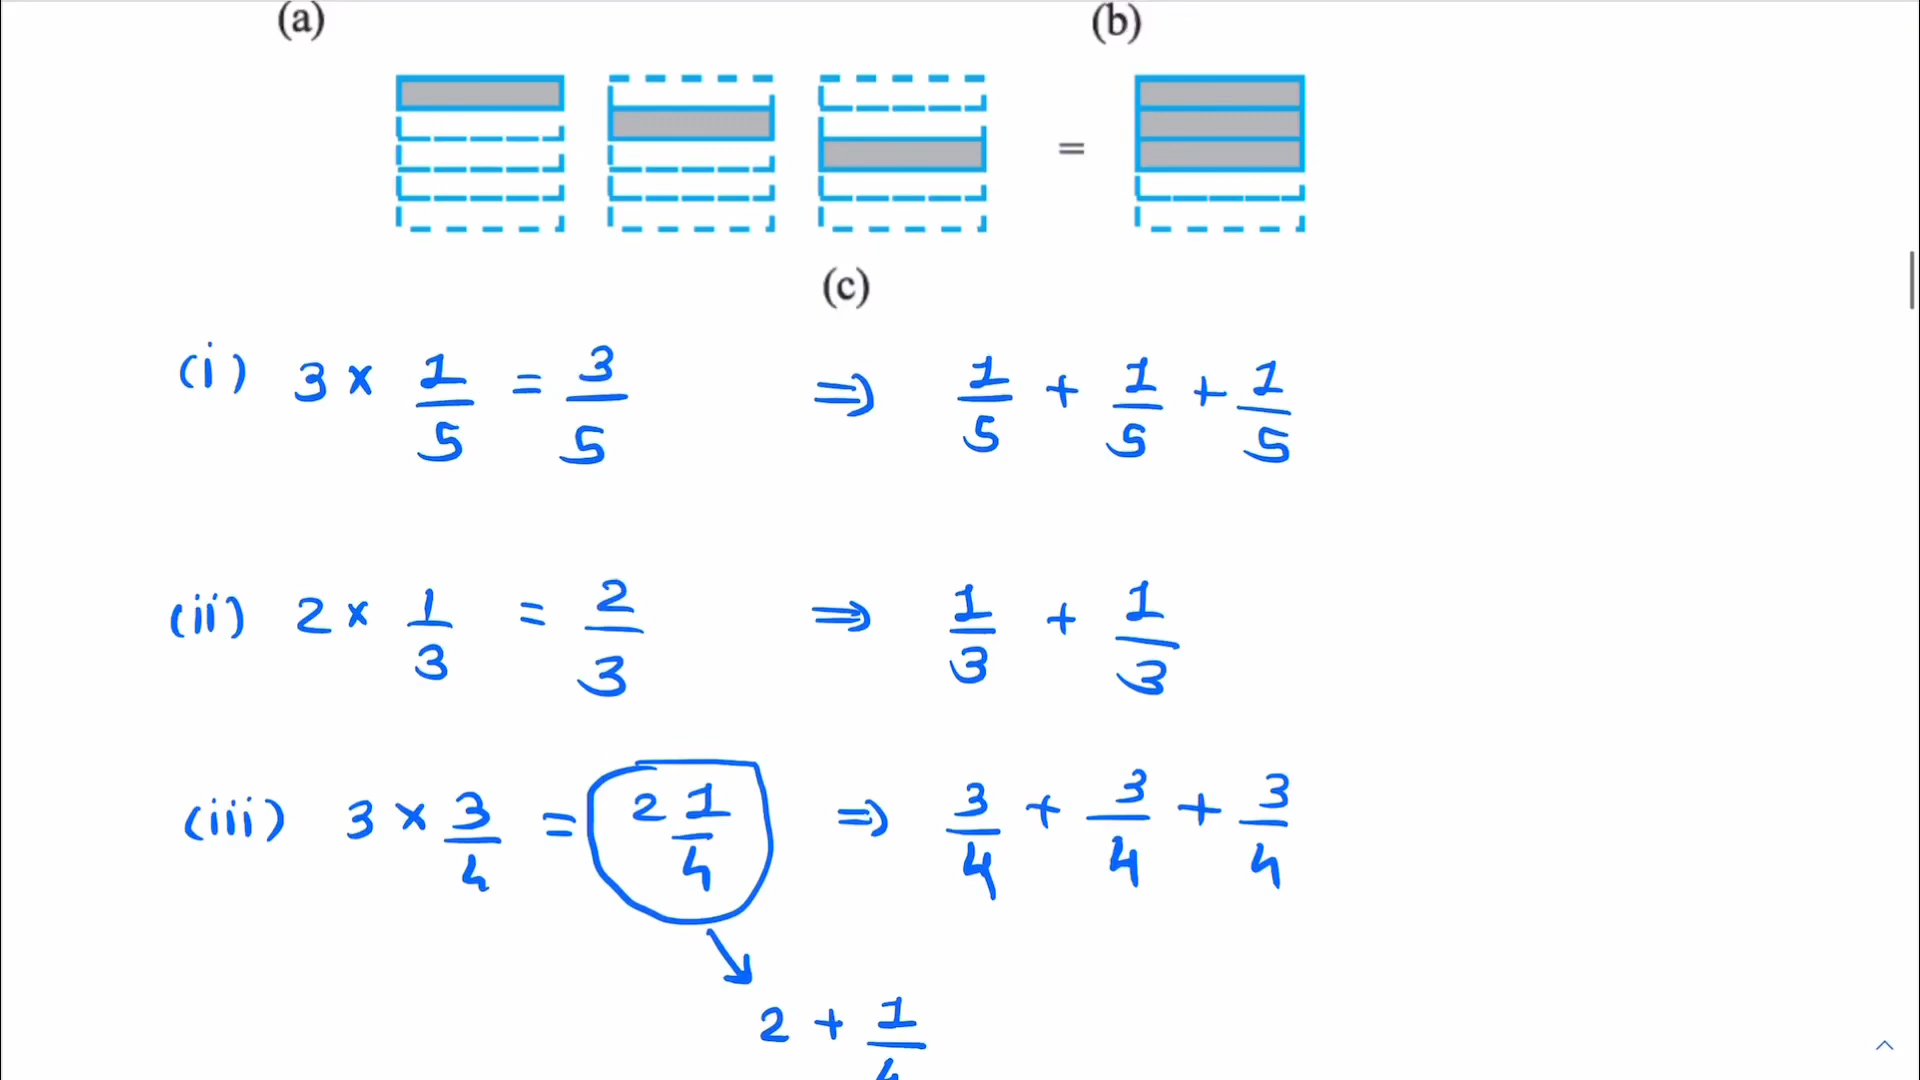 (a) (b)
=
(c)
(i) 3 × 1/5 = 3/5 ⇒ 1/5 + 1/5 + 1/5
(ii) 2 × 1/3 = 2/3 ⇒ 1/3 + 1/3
(iii) 3 × 3/4 = 2 1/4 ⇒ 3/4 + 3/4 + 3/4
2 + 1/4